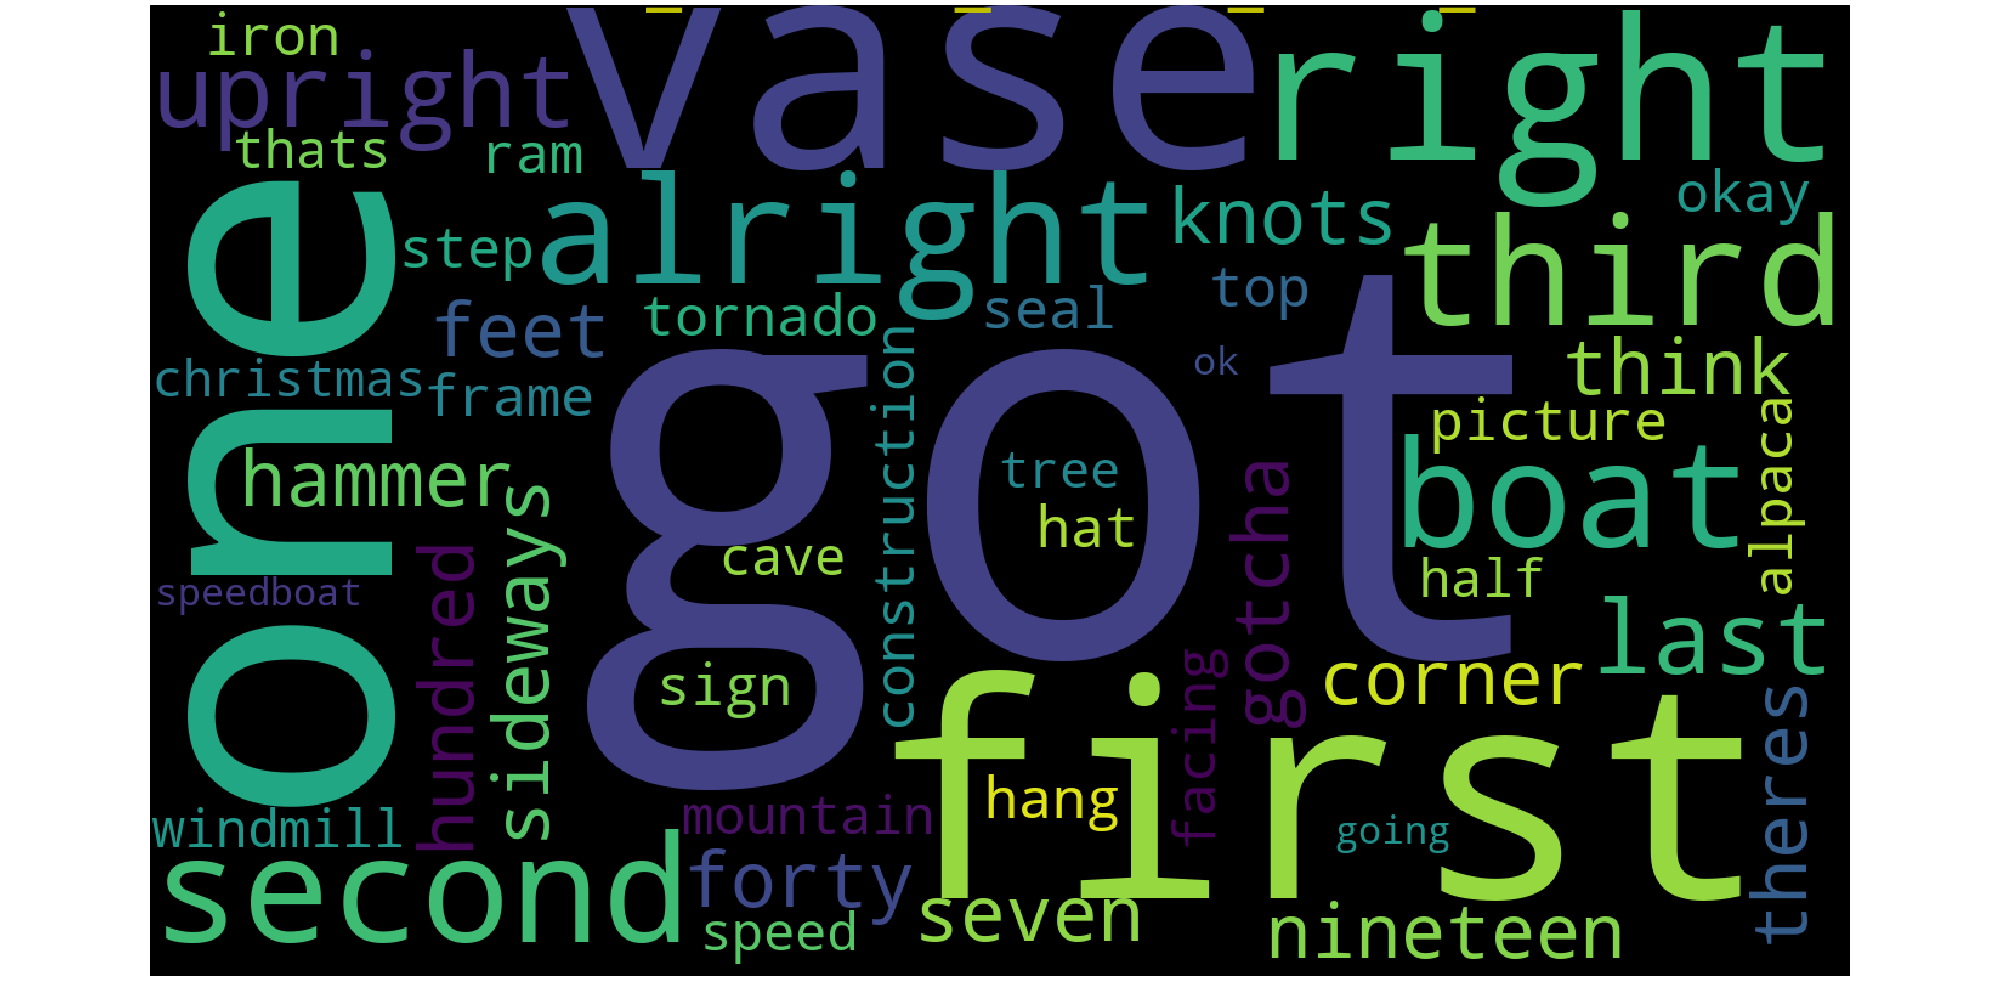 iron
vase
right
upright
thats
ram
alright
knots
okay
one
step
third
feet
tornado
seal
top
got
christmas
frame
construction
ok
think
picture
alpaca
hammer
sideways
tree
hat
gotcha
boat
cave
half
speedboat
hundred
last
sign
facing
corner
first
theres
windmill
mountain
hang
going
second
forty
speed
seven
nineteen